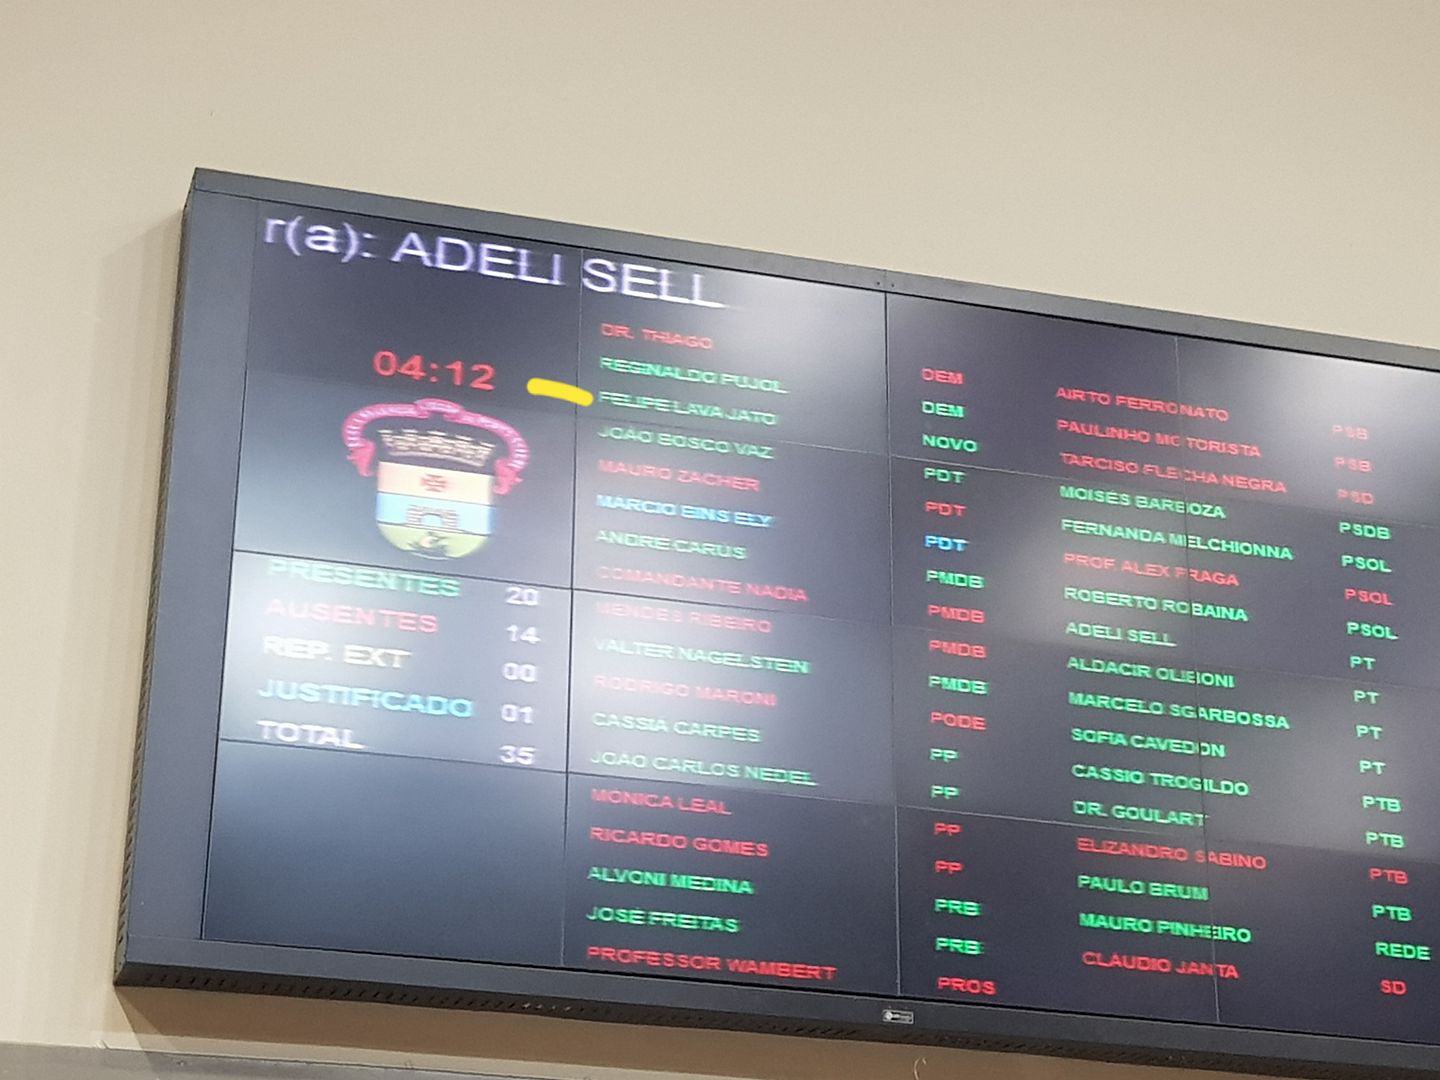 r(a): ADELI SELL
04:12
PRESENTES 20
AUSENTES 14
REP. EXT 00
JUSTIFICADO 01
TOTAL 35
DR. THIAGO DEM
REGINALDO PUJOL DEM
FELIPE LAVA JATO NOVO
JOÃO BOSCO VAZ PDT
MAURO ZACHER PDT
MARCIO BINS ELY PDT
ANDRÉ CARÚS PMDB
COMANDANTE NADIA PMDB
MENDES RIBEIRO PMDB
VALTER NAGELSTEIN PMDB
RODRIGO MARONI PODE
CASSIA CARPES PP
JOÃO CARLOS NEDEL PP
MÔNICA LEAL PP
RICARDO GOMES PP
ALVONI MEDINA PRB
JOSÉ FREITAS PRB
PROFESSOR WAMBERT PROS
AIRTO FERRONATO PSB
PAULINHO MOTORISTA PSB
TARCISO FLECHA NEGRA PSD
MOISÉS BARBOZA PSDB
FERNANDA MELCHIONNA PSOL
PROF. ALEX FRAGA PSOL
ROBERTO ROBAINA PSOL
ADELI SELL PT
ALDACIR OLIBONI PT
MARCELO SGARBOSSA PT
SOFIA CAVEDON PT
CASSIO TROGILDO PTB
DR. GOULART PTB
ELIZANDRO SABINO PTB
PAULO BRUM PTB
MAURO PINHEIRO REDE
CLAUDIO JANTA SD